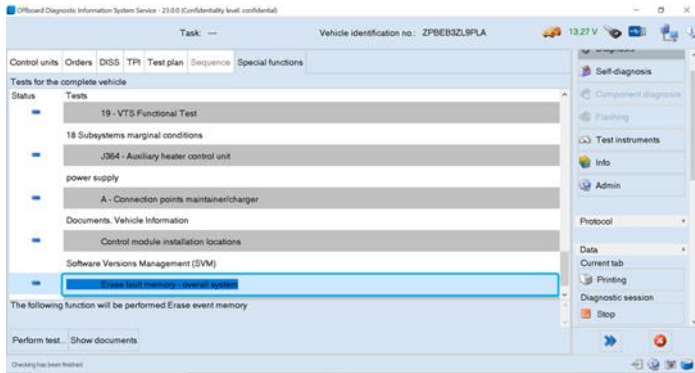 Offboard Diagnostic Information System Service - 23.0.0 (Confidentiality level: confidential)
Task: --- Vehicle identification no.: ZPBEB3ZL9PLA 13.27 V
Control units Orders DISS TPI Test plan Sequence Special functions
Tests for the complete vehicle
Status Tests
19 - VTS Functional Test
18 Subsystems marginal conditions
J364 - Auxiliary heater control unit
power supply
A - Connection points maintainer/charger
Documents. Vehicle Information
Control module installation locations
Software Versions Management (SVM)
Erase fault memory - overall system
The following function will be performed Erase event memory
Perform test... Show documents
Checking has been finished
Self-diagnosis
Component diagnosis
Flashing
Test instruments
Info
Admin
Protocol
Data
Current tab
Printing
Diagnostic session
Stop